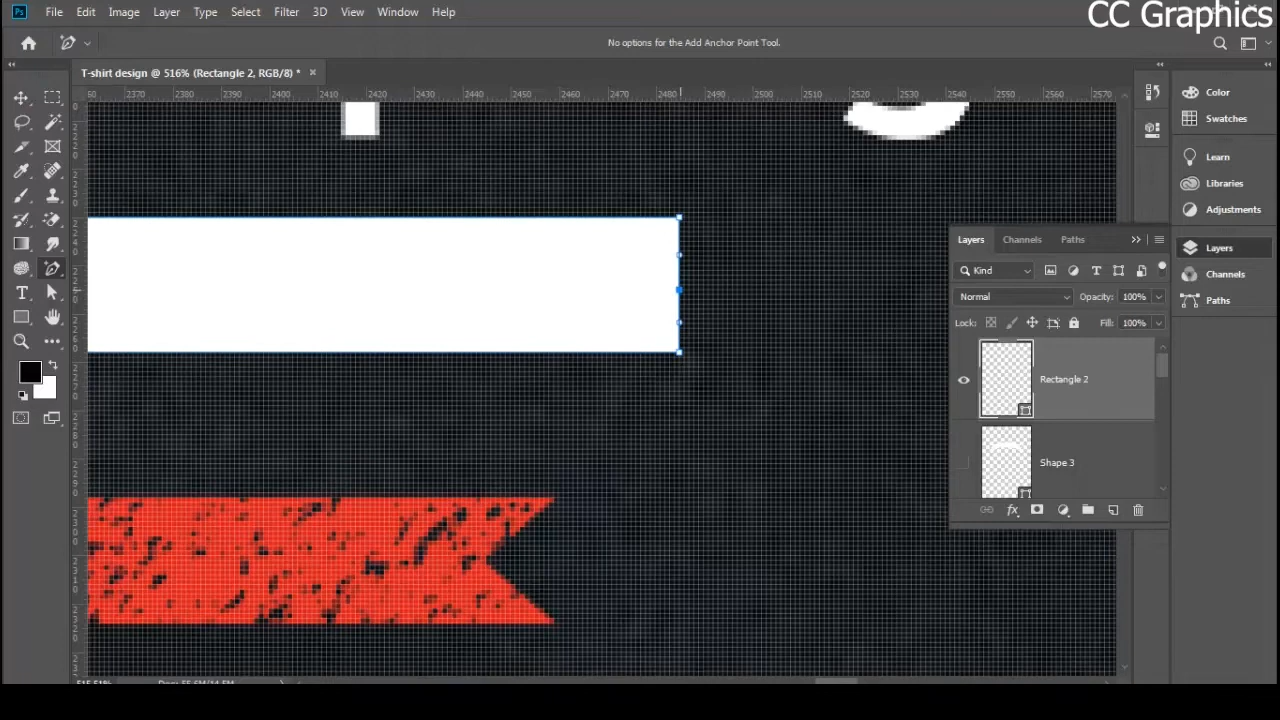 CC Graphics
File Edit Image Layer Type Select Filter 3D View Window Help
No options for the Add Anchor Point Tool.
T-shirt design @ 516% (Rectangle 2, RGB/8) *
60 2370 2380 2390 2400 2410 2420 2430 2440 2450 2460 2470 2480 2490 2500 2510 2520 2530 2540 2550 2560 2570
Color
Swatches
Learn
Libraries
Adjustments
Layers
Channels
Paths
Layers Channels Paths
Kind
Normal Opacity: 100%
Lock: Fill: 100%
Rectangle 2
Shape 3